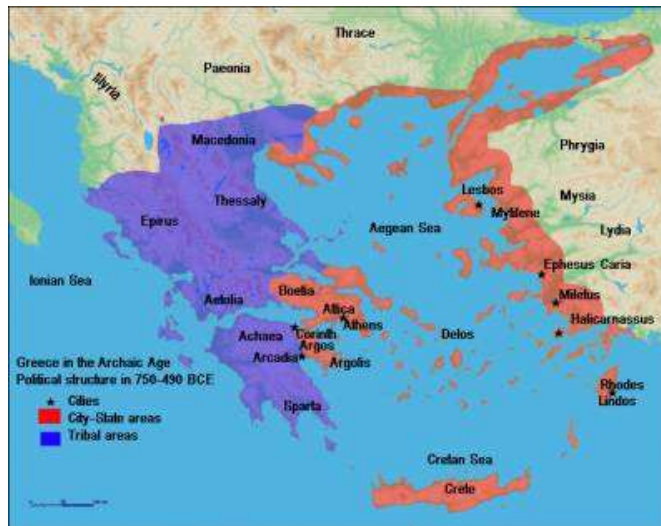 Thrace
Paeonia
Illyria
Macedonia
Phrygia
Lesbos
Mysia
Thessaly
Mytilene
Epirus
Aegean Sea
Lydia
Ephesus Caria
Ionian Sea
Aetolia
Boetia
Miletus
Attica
Halicarnassus
Athens
Achaea
Corinth
Delos
Argos
Arcadia
Argolis
Greece in the Archaic Age
Political structure in 750-490 BCE
Cities
City-State areas
Tribal areas
Sparta
Rhodes
Lindos
Cretan Sea
Crete